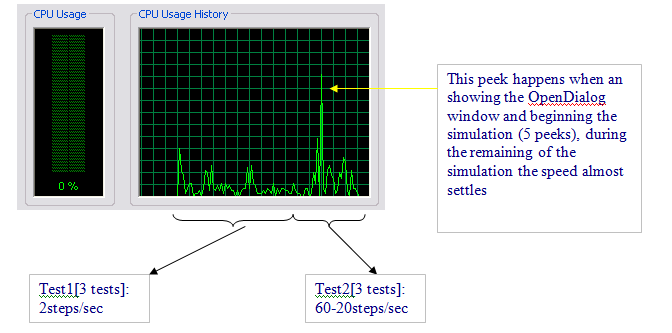 CPU Usage
CPU Usage History
0 %
This peek happens when an
showing the OpenDialog
window and beginning the
simulation (5 peeks), during
the remaining of the
simulation the speed almost
settles
Test1[3 tests]:
2steps/sec
Test2[3 tests]:
60-20steps/sec